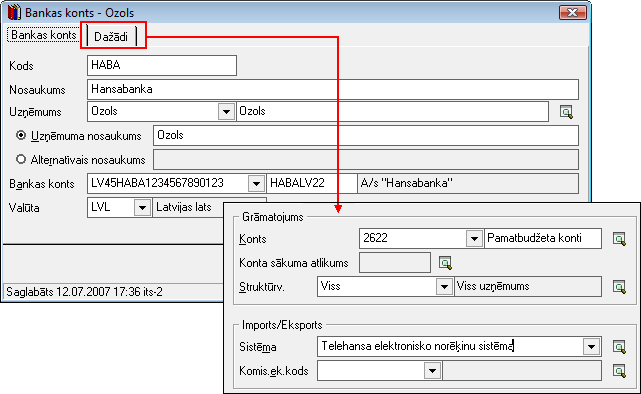 Bankas konts - Ozols
Bankas konts Dažādi
Kods HABA
Nosaukums Hansabanka
Uzņēmums Ozols Ozols
Uzņēmuma nosaukums Ozols
Alternatīvais nosaukums
Bankas konts LV45HABA1234567890123 HABALV22 A/s "Hansabanka"
Valūta LVL Latvijas lats
Saglabāts 12.07.2007 17:36 its-2
Grāmatojums
Konts 2622 Pamatbudžeta konti
Konta sākuma atlikums
Struktūrv. Viss Viss uzņēmums
Imports/Eksports
Sistēma Telehansa elektronisko norēķinu sistēma
Komis.ek.kods